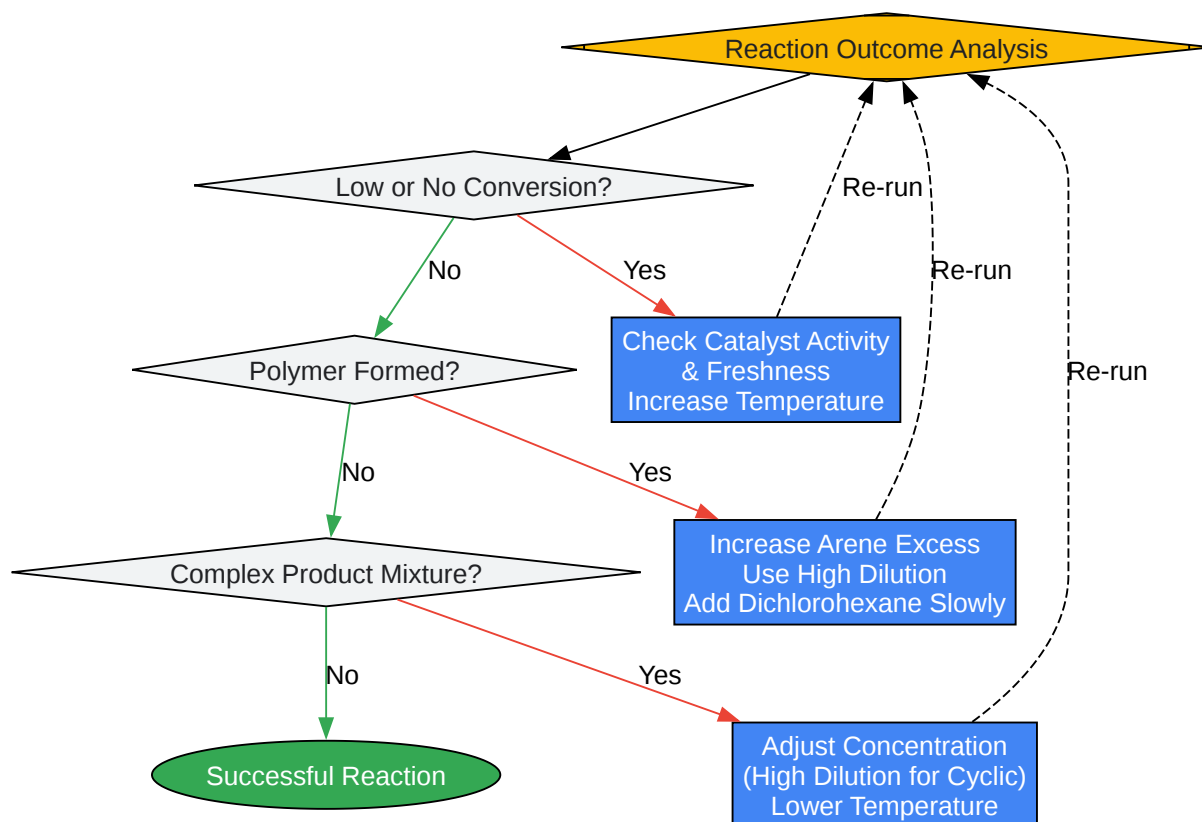 Reaction Outcome Analysis
Low or No Conversion?
Re-run
No
Yes
Re-run
Check Catalyst Activity
& Freshness
Increase Temperature
Polymer Formed?
Re-run
No
Yes
Increase Arene Excess
Use High Dilution
Add Dichlorohexane Slowly
Complex Product Mixture?
No
Yes
Successful Reaction
Adjust Concentration
(High Dilution for Cyclic)
Lower Temperature